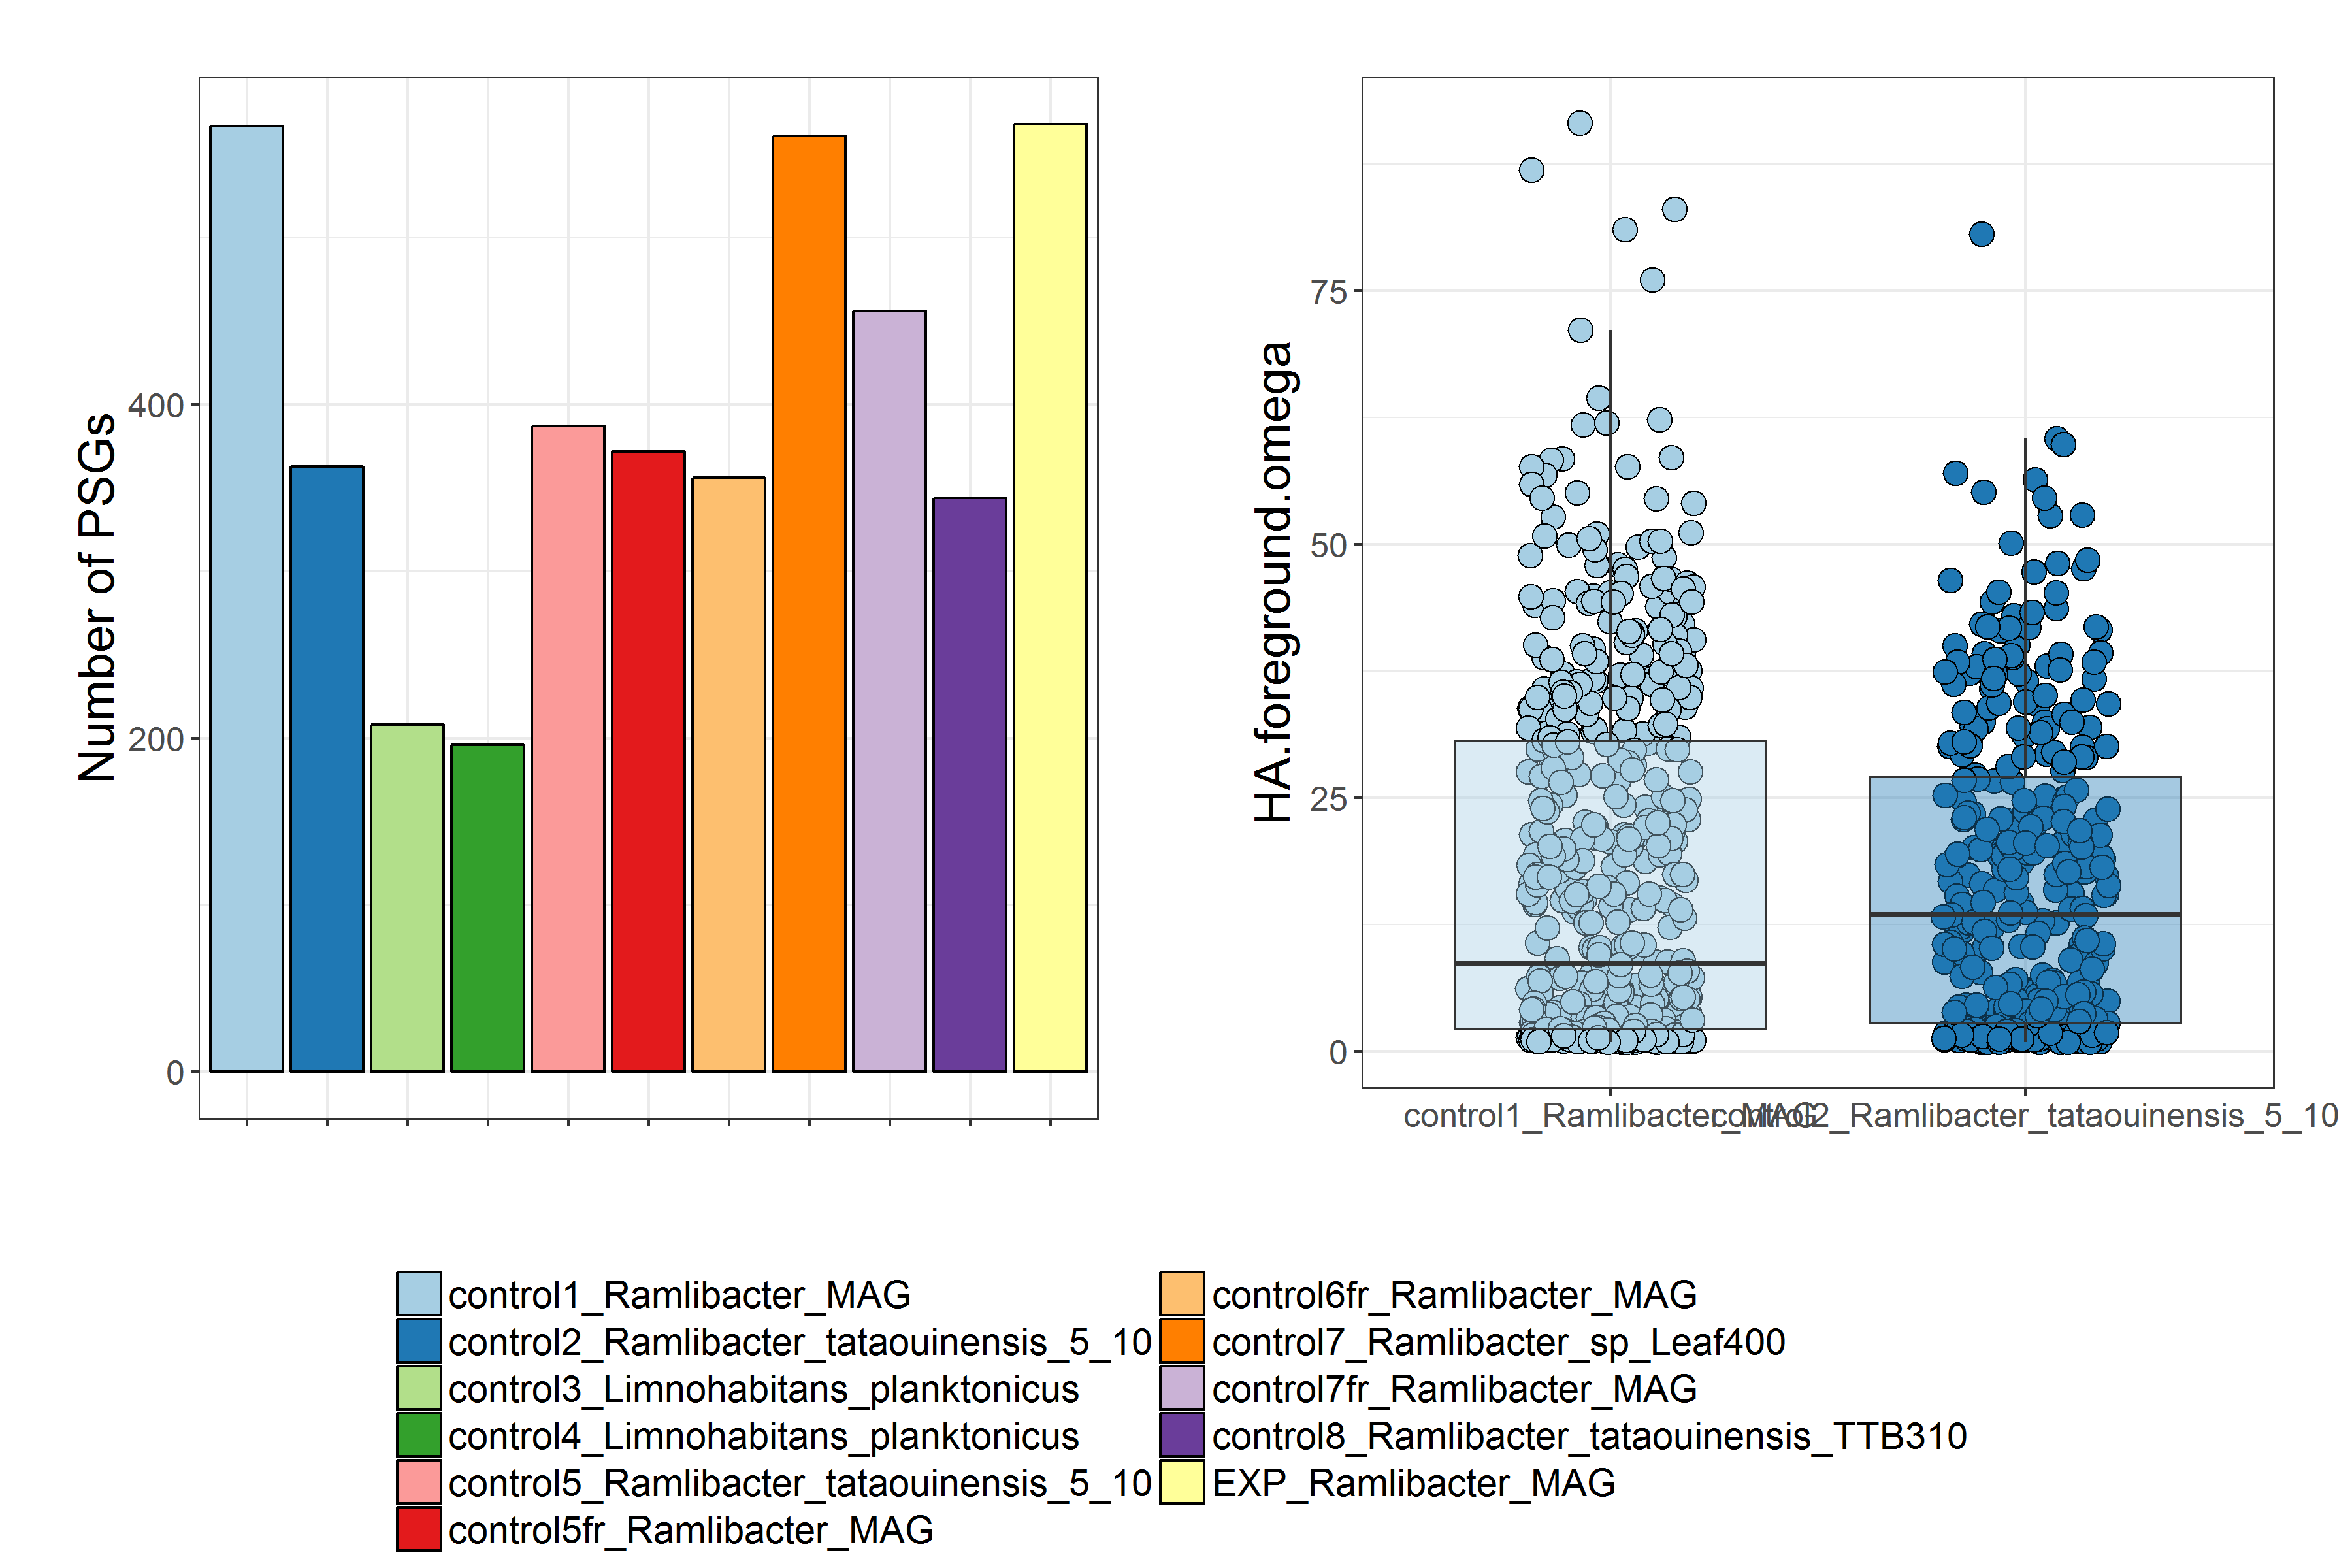 Number of PSGs
400
200
0
HA.foreground.omega
75
50
25
0
control1_Ramlibacter_MAG
control2_Ramlibacter_tataouinensis_5_10
control1_Ramlibacter_MAG
control2_Ramlibacter_tataouinensis_5_10
control3_Limnohabitans_planktonicus
control4_Limnohabitans_planktonicus
control5_Ramlibacter_tataouinensis_5_10
control5fr_Ramlibacter_MAG
control6fr_Ramlibacter_MAG
control7_Ramlibacter_sp_Leaf400
control7fr_Ramlibacter_MAG
control8_Ramlibacter_tataouinensis_TTB310
EXP_Ramlibacter_MAG